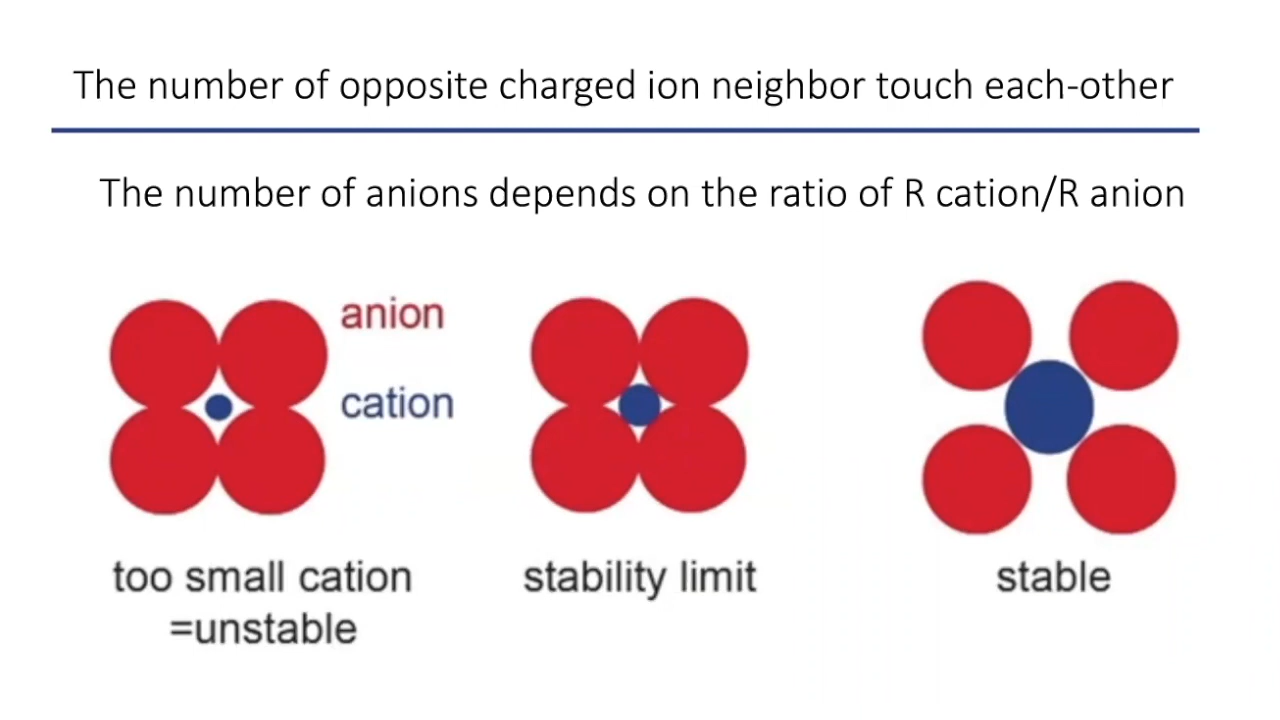 The number of opposite charged ion neighbor touch each-other
The number of anions depends on the ratio of R cation/R anion
anion
cation
too small cation
=unstable
stability limit
stable